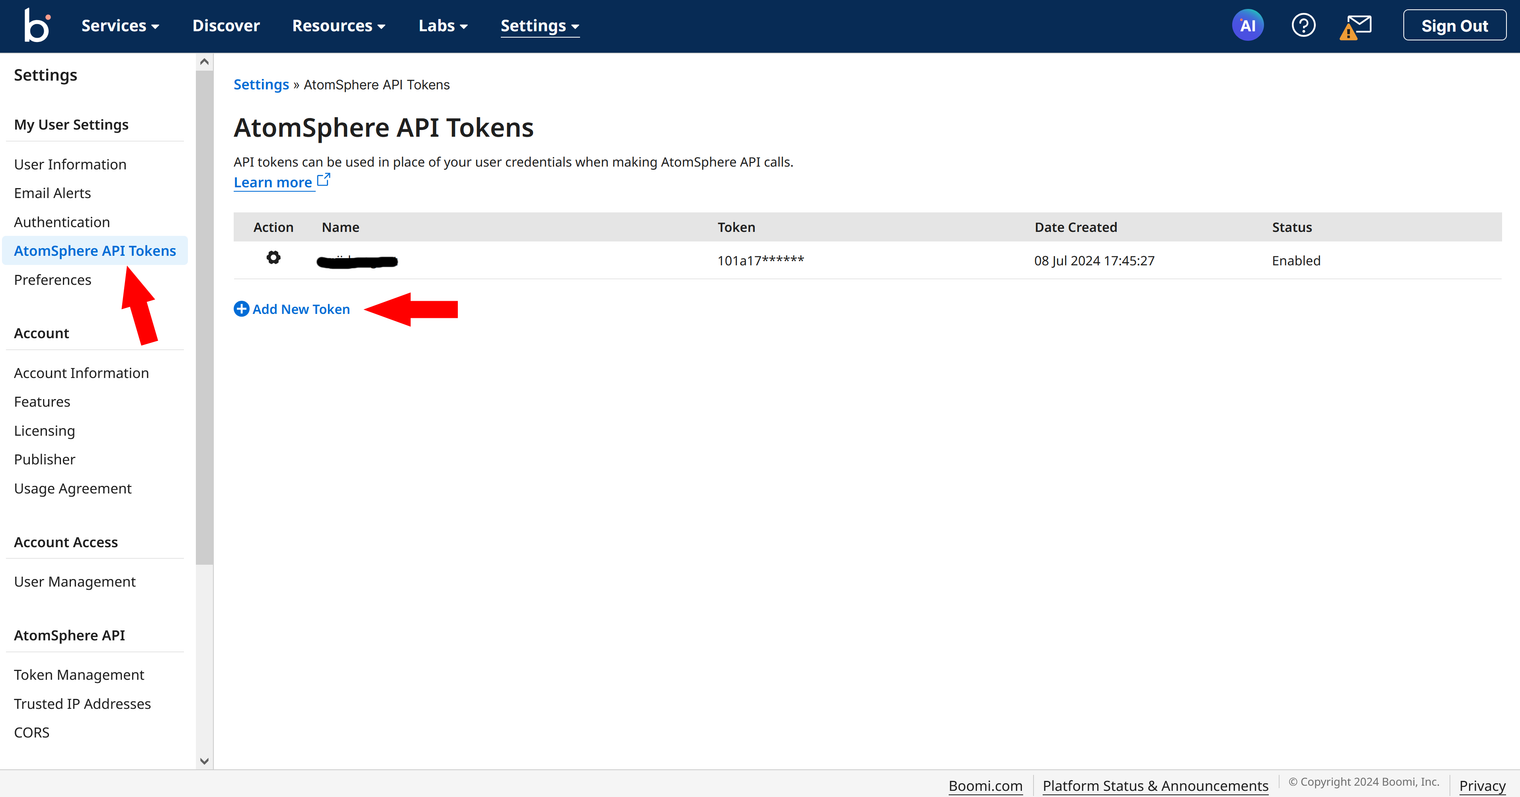 b Services Discover Resources Labs Settings AI Sign Out
Settings
My User Settings
User Information
Email Alerts
Authentication
AtomSphere API Tokens
Preferences
Account
Account Information
Features
Licensing
Publisher
Usage Agreement
Account Access
User Management
AtomSphere API
Token Management
Trusted IP Addresses
CORS
Settings » AtomSphere API Tokens
AtomSphere API Tokens
API tokens can be used in place of your user credentials when making AtomSphere API calls.
Learn more
Action Name Token Date Created Status
101a17****** 08 Jul 2024 17:45:27 Enabled
Add New Token
Boomi.com Platform Status & Announcements © Copyright 2024 Boomi, Inc. Privacy